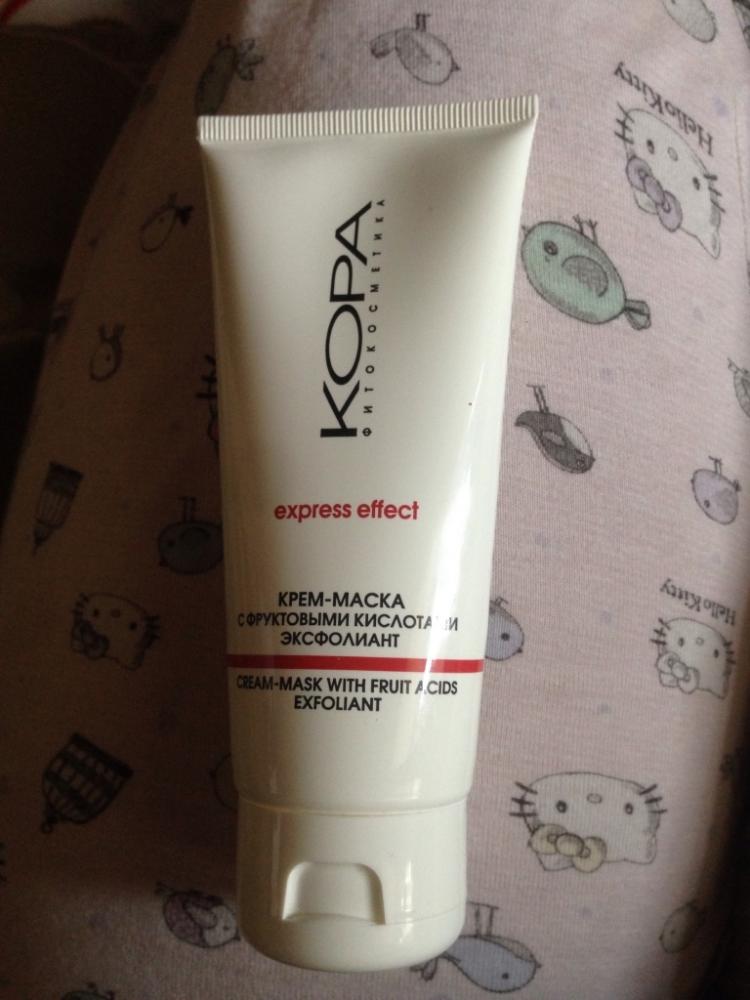 КОРА
ФИТОКОСМЕТИКА
express effect
КРЕМ-МАСКА
С ФРУКТОВЫМИ КИСЛОТАМИ
ЭКСФОЛИАНТ
CREAM-MASK WITH FRUIT ACIDS
EXFOLIANT
Hello Kitty
Hello Kitty